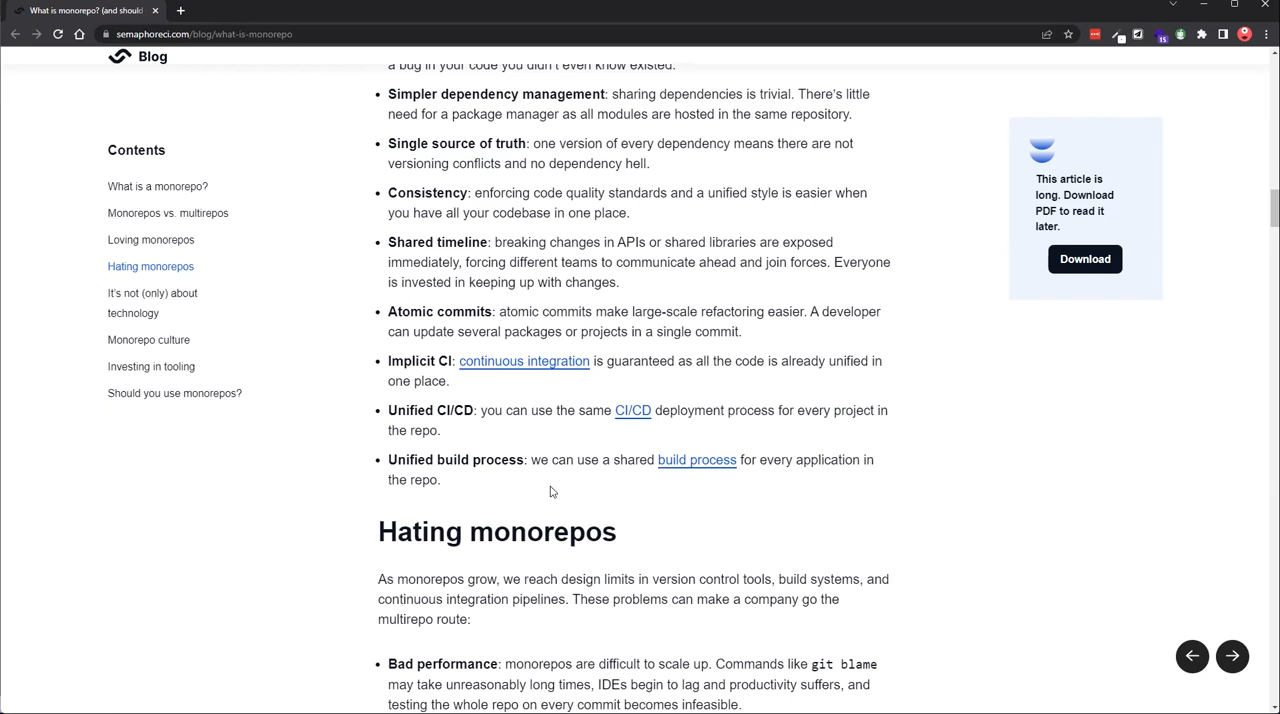 What is monorepo? (and should
semaphoreci.com/blog/what-is-monorepo
15
Blog
a bug in your code you didn't even know existed.
Simpler dependency management: sharing dependencies is trivial. There's little
need for a package manager as all modules are hosted in the same repository.
Single source of truth: one version of every dependency means there are not
versioning conflicts and no dependency hell.
Consistency: enforcing code quality standards and a unified style is easier when
you have all your codebase in one place.
Shared timeline: breaking changes in APIs or shared libraries are exposed
immediately, forcing different teams to communicate ahead and join forces. Everyone
is invested in keeping up with changes.
Atomic commits: atomic commits make large-scale refactoring easier. A developer
can update several packages or projects in a single commit.
Implicit CI: continuous integration is guaranteed as all the code is already unified in
one place.
Unified CI/CD: you can use the same CI/CD deployment process for every project in
the repo.
Unified build process: we can use a shared build process for every application in
the repo.
Hating monorepos
As monorepos grow, we reach design limits in version control tools, build systems, and
continuous integration pipelines. These problems can make a company go the
multirepo route:
Bad performance: monorepos are difficult to scale up. Commands like git blame
may take unreasonably long times, IDEs begin to lag and productivity suffers, and
testing the whole repo on every commit becomes infeasible.
Contents
What is a monorepo?
Monorepos vs. multirepos
Loving monorepos
Hating monorepos
It's not (only) about
technology
Monorepo culture
Investing in tooling
Should you use monorepos?
This article is
long. Download
PDF to read it
later.
Download